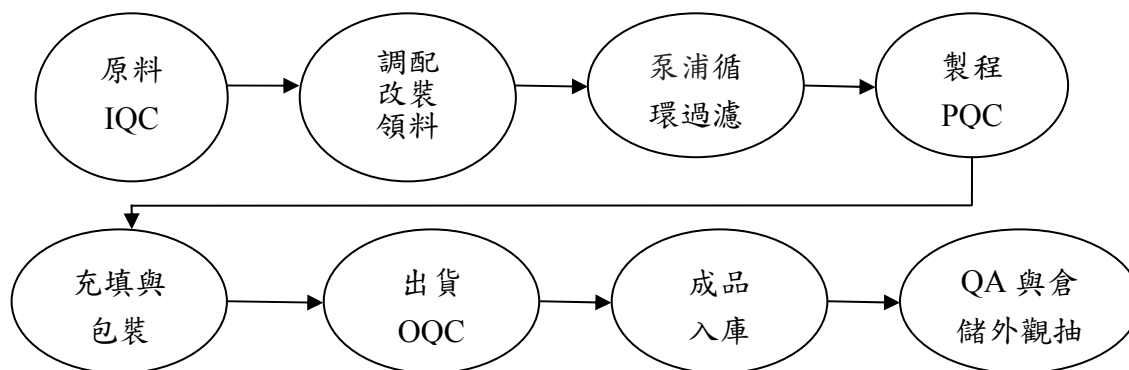 原料
IQC
調配
改裝
領料
泵浦循
環過濾
製程
PQC
充填與
包裝
出貨
OQC
成品
入庫
QA 與倉
儲外觀抽